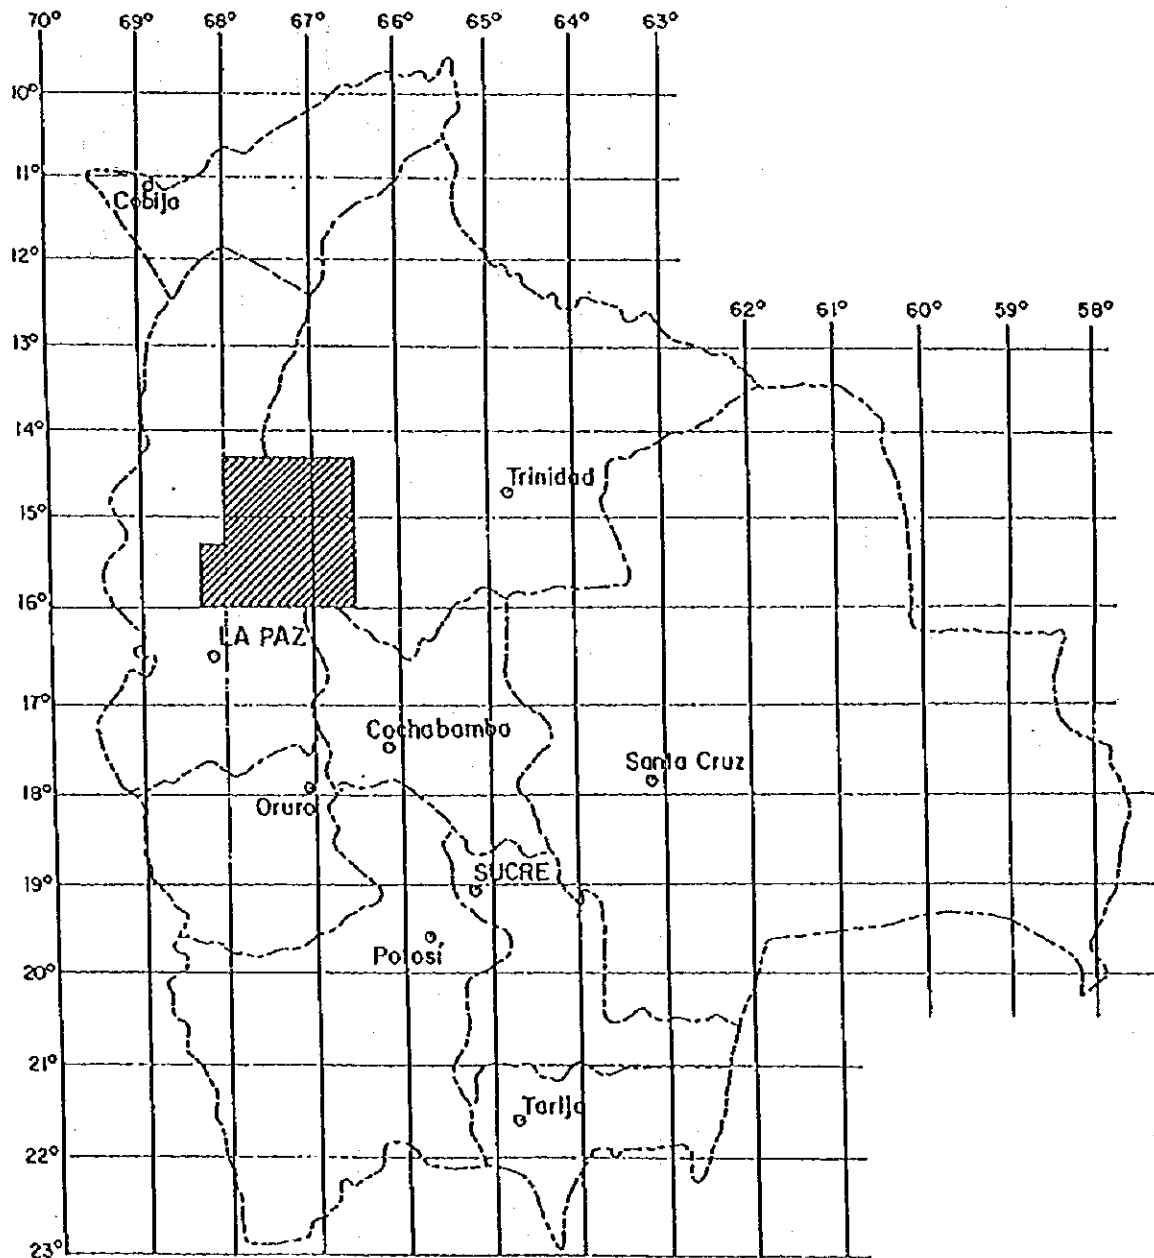 70° 69° 68° 67° 66° 65° 64° 63°
10°
11°
Cobija
12°
62° 61° 60° 59° 58°
13°
14°
Trinidad
15°
16°
LA PAZ
17°
Cochabamba
Santa Cruz
18°
Oruro
SUCRE
19°
Potosí
20°
21°
Tarija
22°
23°